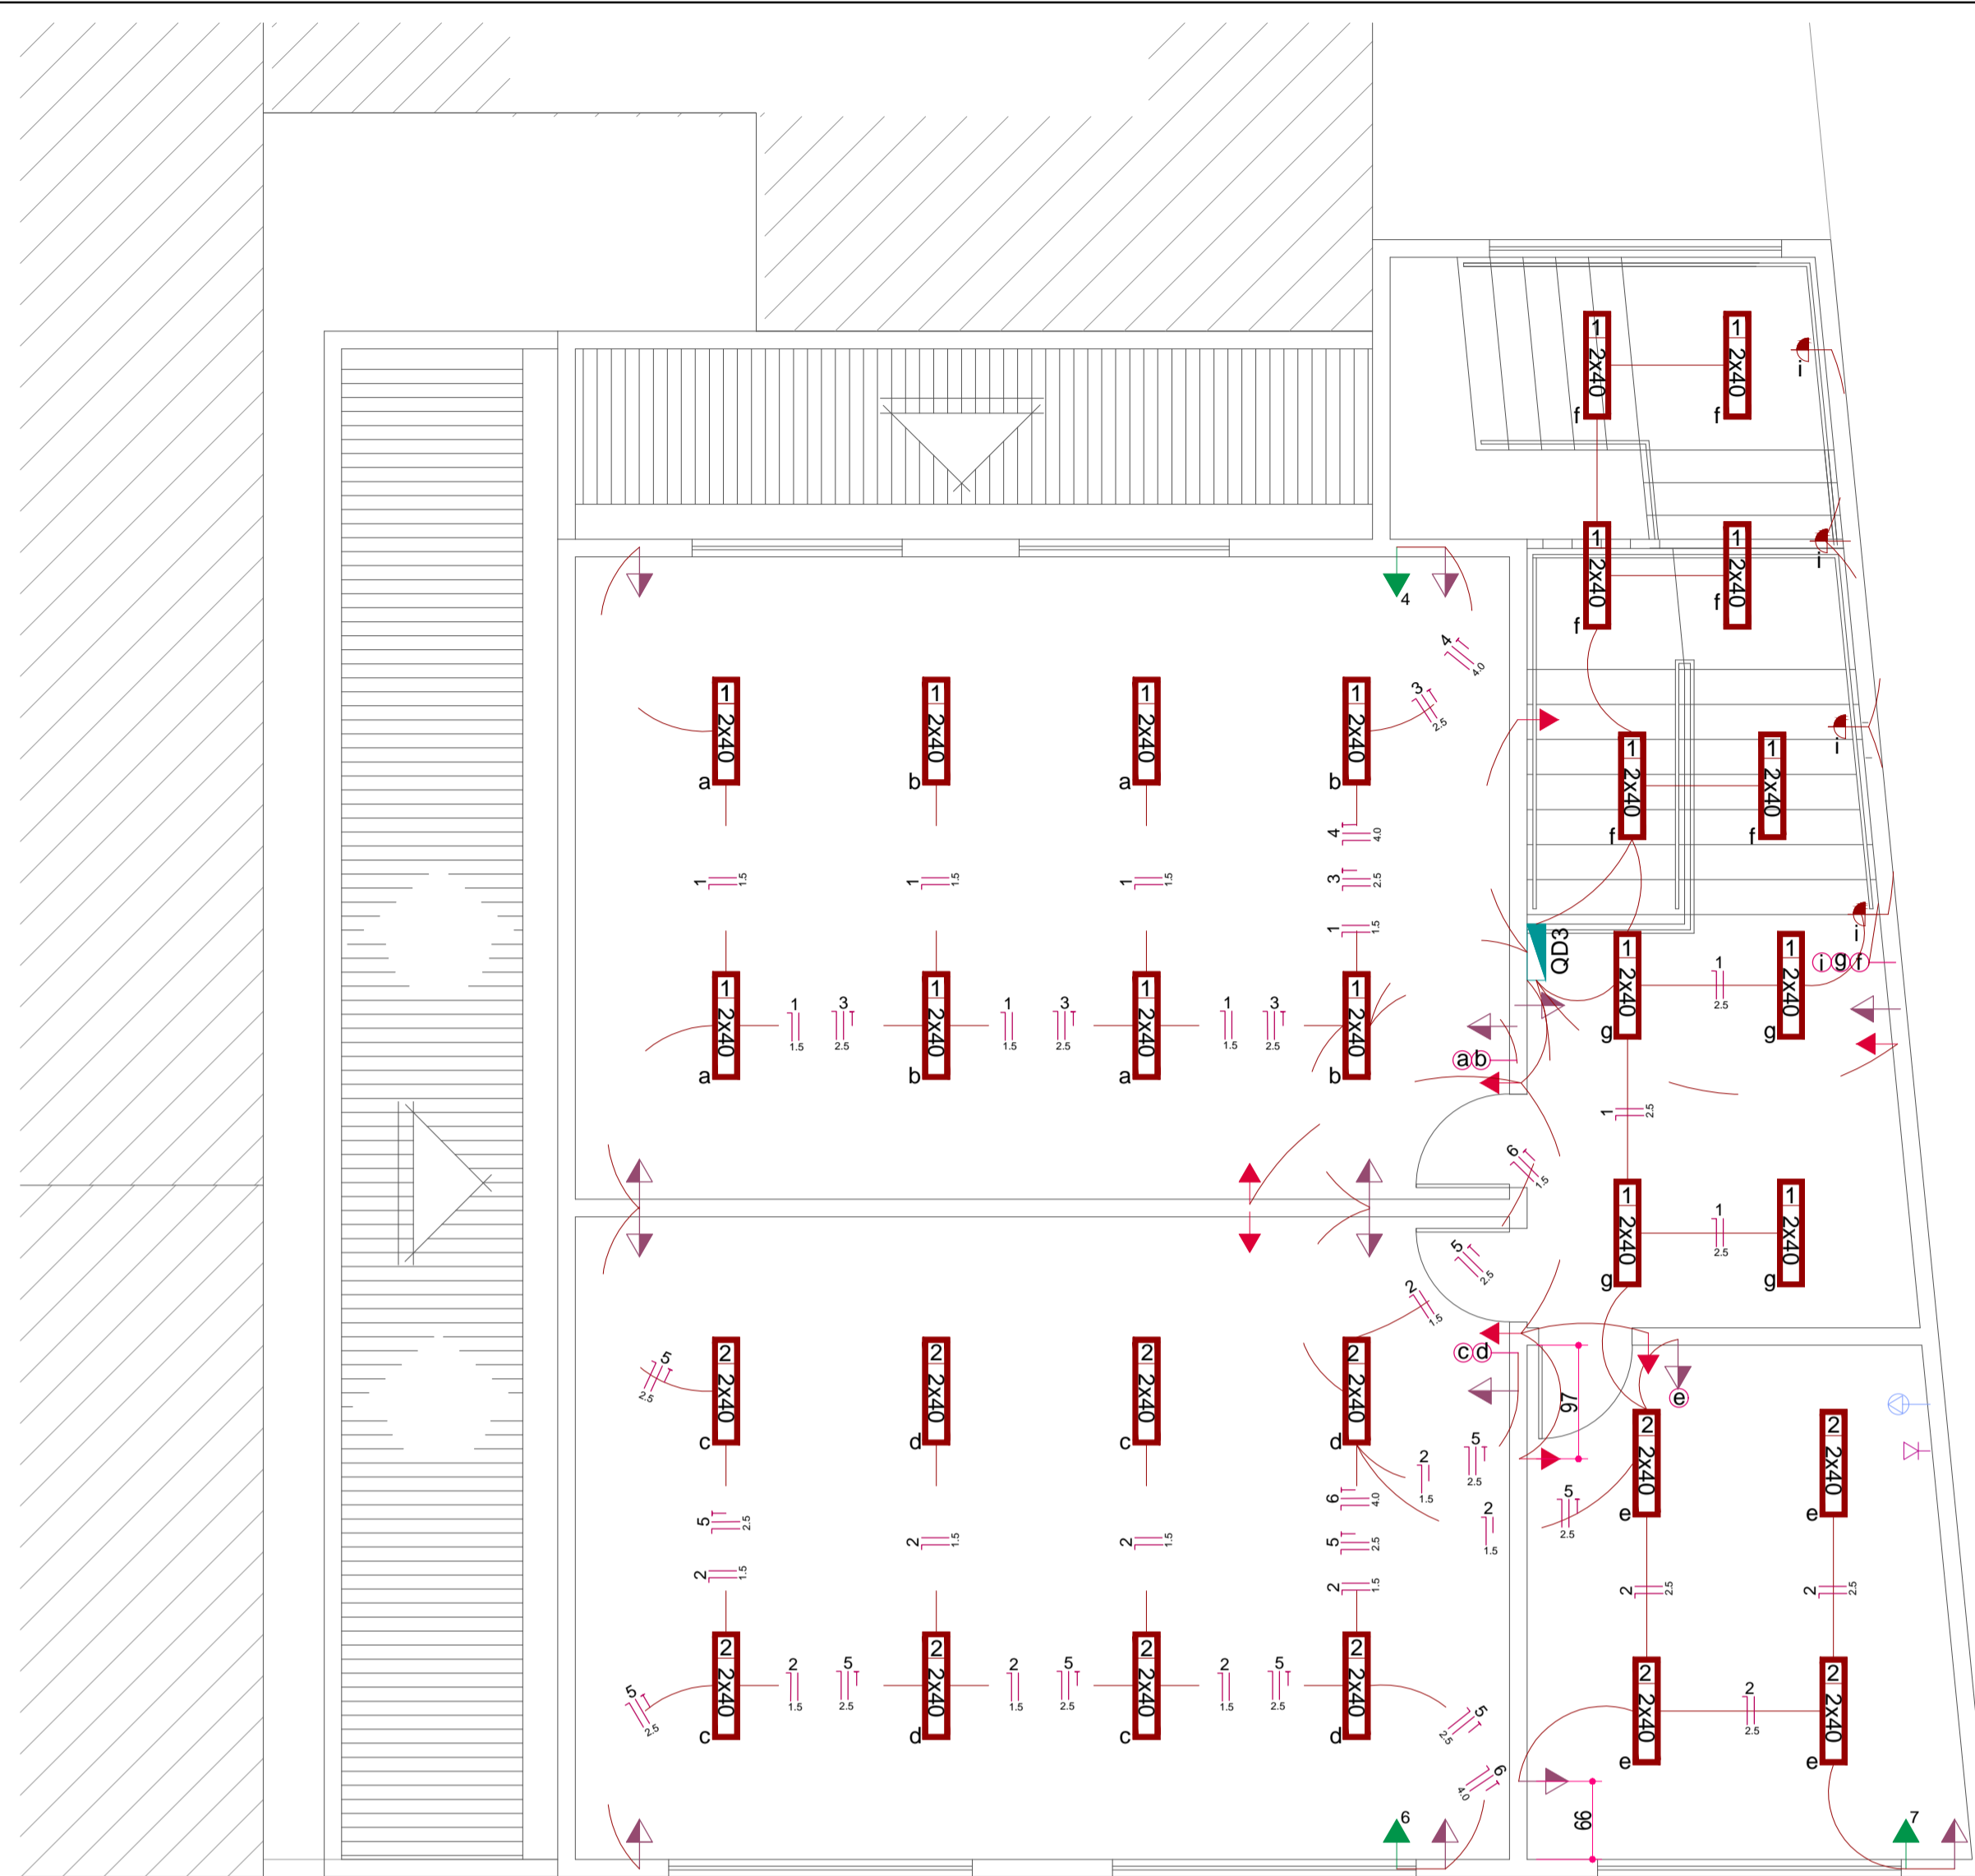 1 2x40 f
1 2x40 f
i
1 2x40 f
1 2x40 f
i
4
4 4.0
3 2.5
1 2x40 a
1 2x40 b
1 2x40 a
1 2x40 b
1 2x40 f
1 2x40 f
i
4 4.0
1 1.5
1 1.5
1 1.5
3 2.5
1 1.5
QD3
i
i g f
1 2x40 a
1 1.5
3 2.5
1 2x40 b
1 1.5
3 2.5
1 2x40 a
1 1.5
3 2.5
1 2x40 b
1 2x40 g
1 2.5
1 2x40 g
a b
1 2.5
6 1.5
1 2x40 g
1 2.5
1 2x40 g
5 2.5
2 1.5
c d
e
97
5 2.5
2 2x40 c
2 2x40 d
2 2x40 c
2 2x40 d
2 2x40 e
2 2x40 e
5 2.5
2 1.5
5 2.5
6 4.0
2 1.5
5 2.5
2 1.5
2 1.5
2 1.5
5 2.5
2 1.5
2 2.5
2 2.5
2 2x40 c
2 1.5
5 2.5
2 2x40 d
2 1.5
5 2.5
2 2x40 c
2 1.5
5 2.5
2 2x40 d
2 2x40 e
2 2.5
2 2x40 e
5 2.5
5 2.5
6 4.0
6
66
7